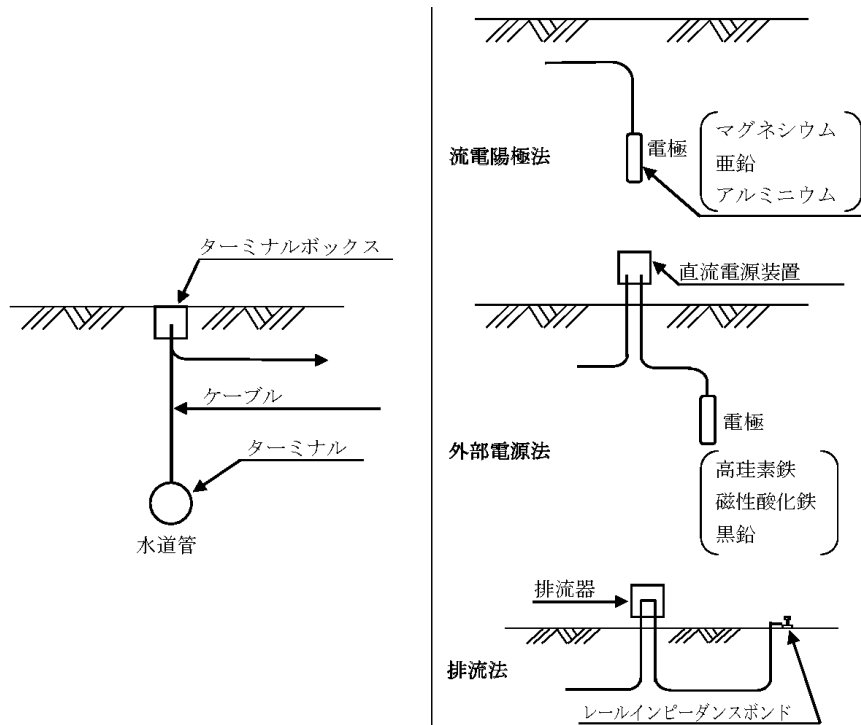 ターミナルボックス
ケーブル
ターミナル
水道管
流電陽極法
電極
マグネシウム
亜鉛
アルミニウム
直流電源装置
外部電源法
電極
高珪素鉄
磁性酸化鉄
黒鉛
排流器
排流法
レールインピーダンスボンド